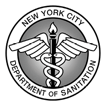 NEW YORK CITY
DEPARTMENT OF SANITATION